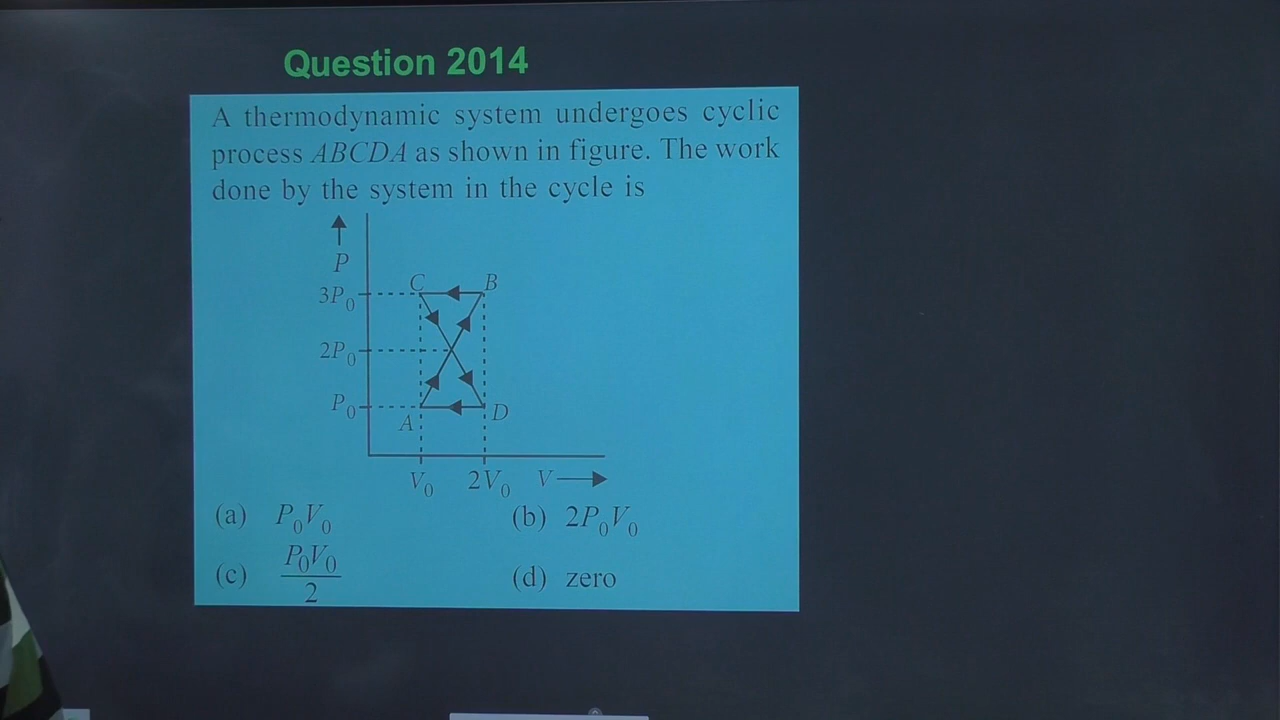 Question 2014
A thermodynamic system undergoes cyclic
process ABCDA as shown in figure. The work
done by the system in the cycle is
P
C B
3P₀
2P₀
P₀
A D
V₀ 2V₀ V
(a) P₀V₀ (b) 2P₀V₀
(c) P₀V₀/2 (d) zero